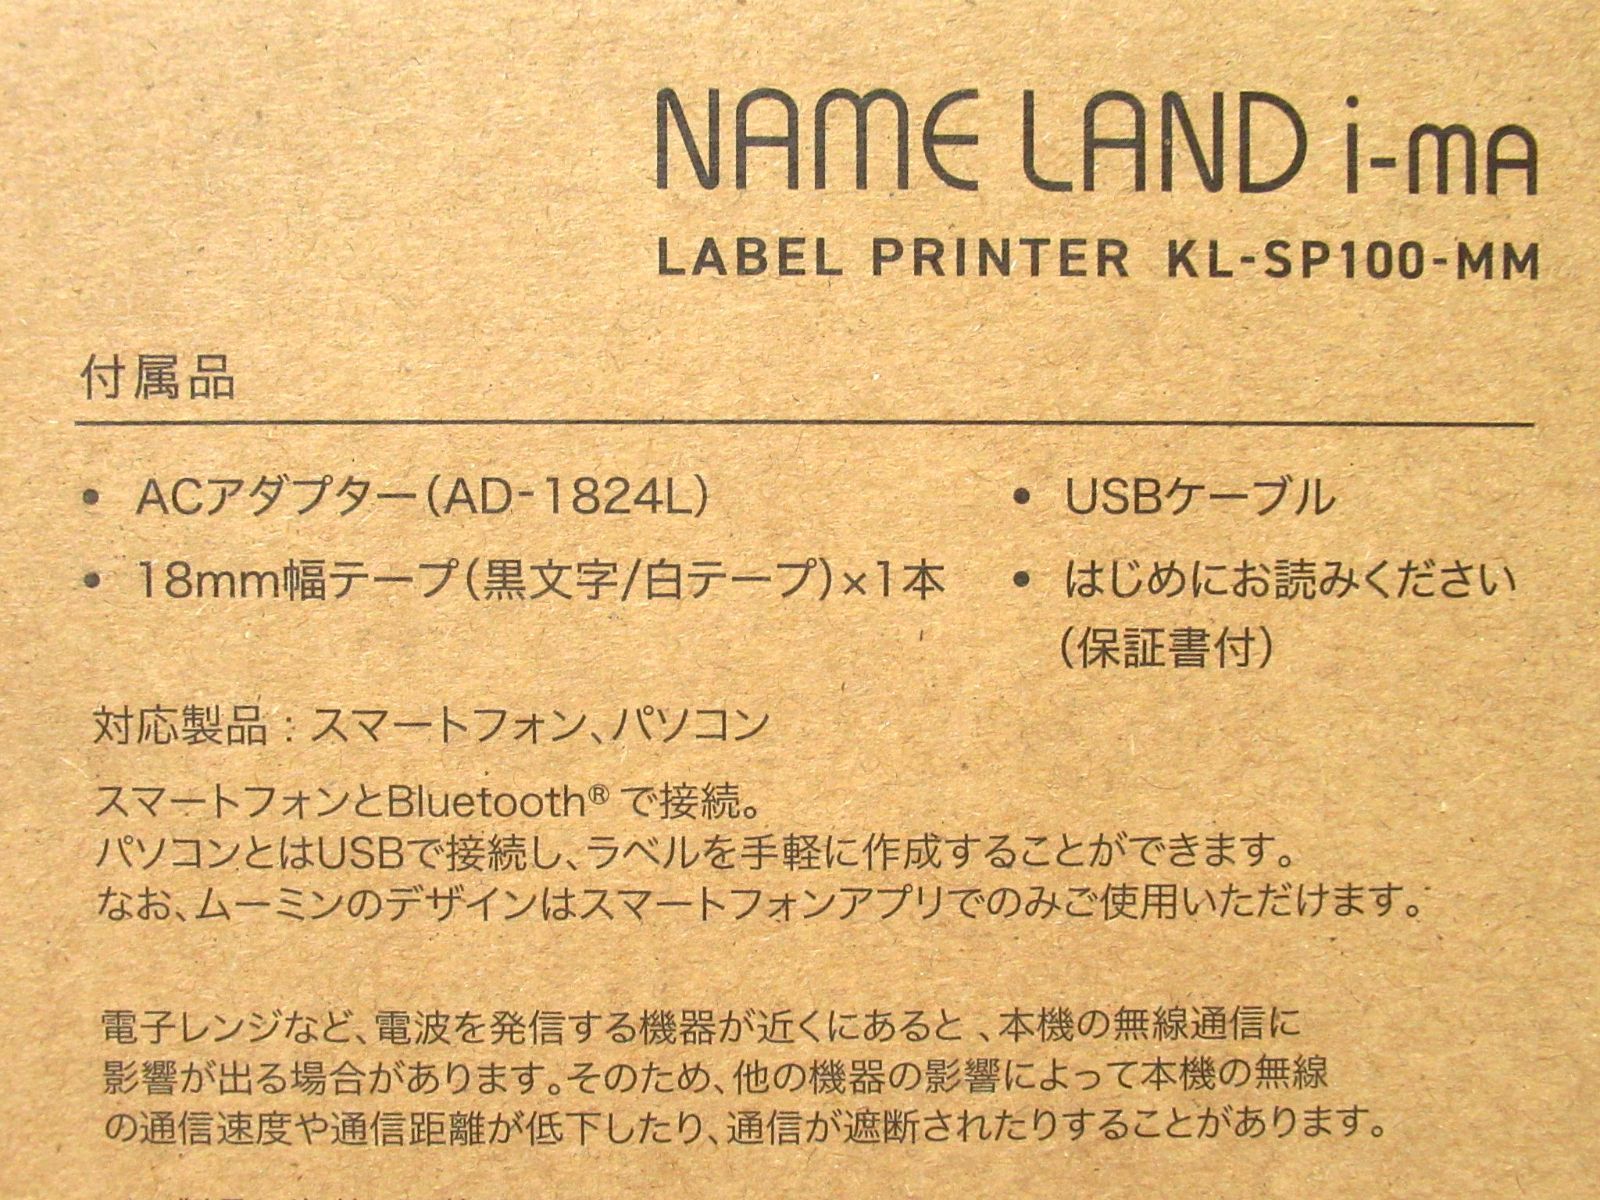 NAME LAND i-ma
LABEL PRINTER KL-SP100-MM
付属品
• ACアダプター(AD-1824L)
• 18mm幅テープ(黒文字/白テープ)×1本
• USBケーブル
• はじめにお読みください
(保証書付)
対応製品：スマートフォン、パソコン
スマートフォンとBluetooth®で接続。
パソコンとはUSBで接続し、ラベルを手軽に作成することができます。
なお、ムーミンのデザインはスマートフォンアプリでのみご使用いただけます。
電子レンジなど、電波を発信する機器が近くにあると、本機の無線通信に
影響が出る場合があります。そのため、他の機器の影響によって本機の無線
の通信速度や通信距離が低下したり、通信が遮断されたりすることがあります。